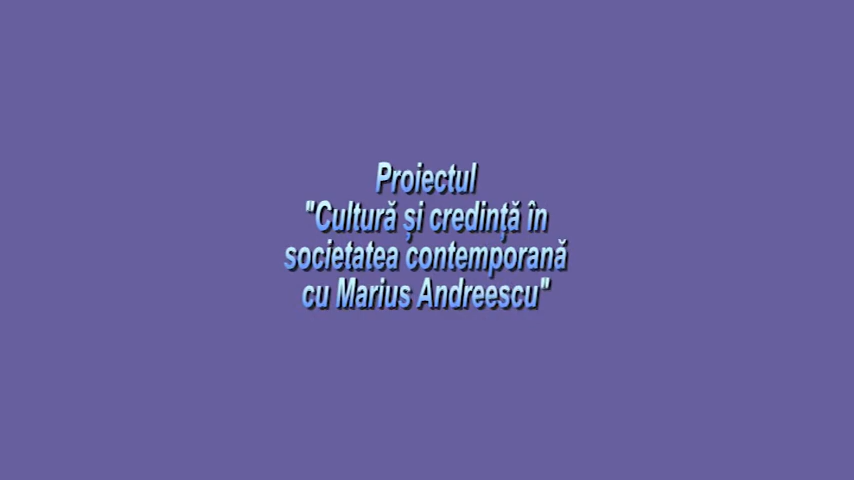 Proiectul
"Cultură și credință în
societatea contemporană
cu Marius Andreescu"